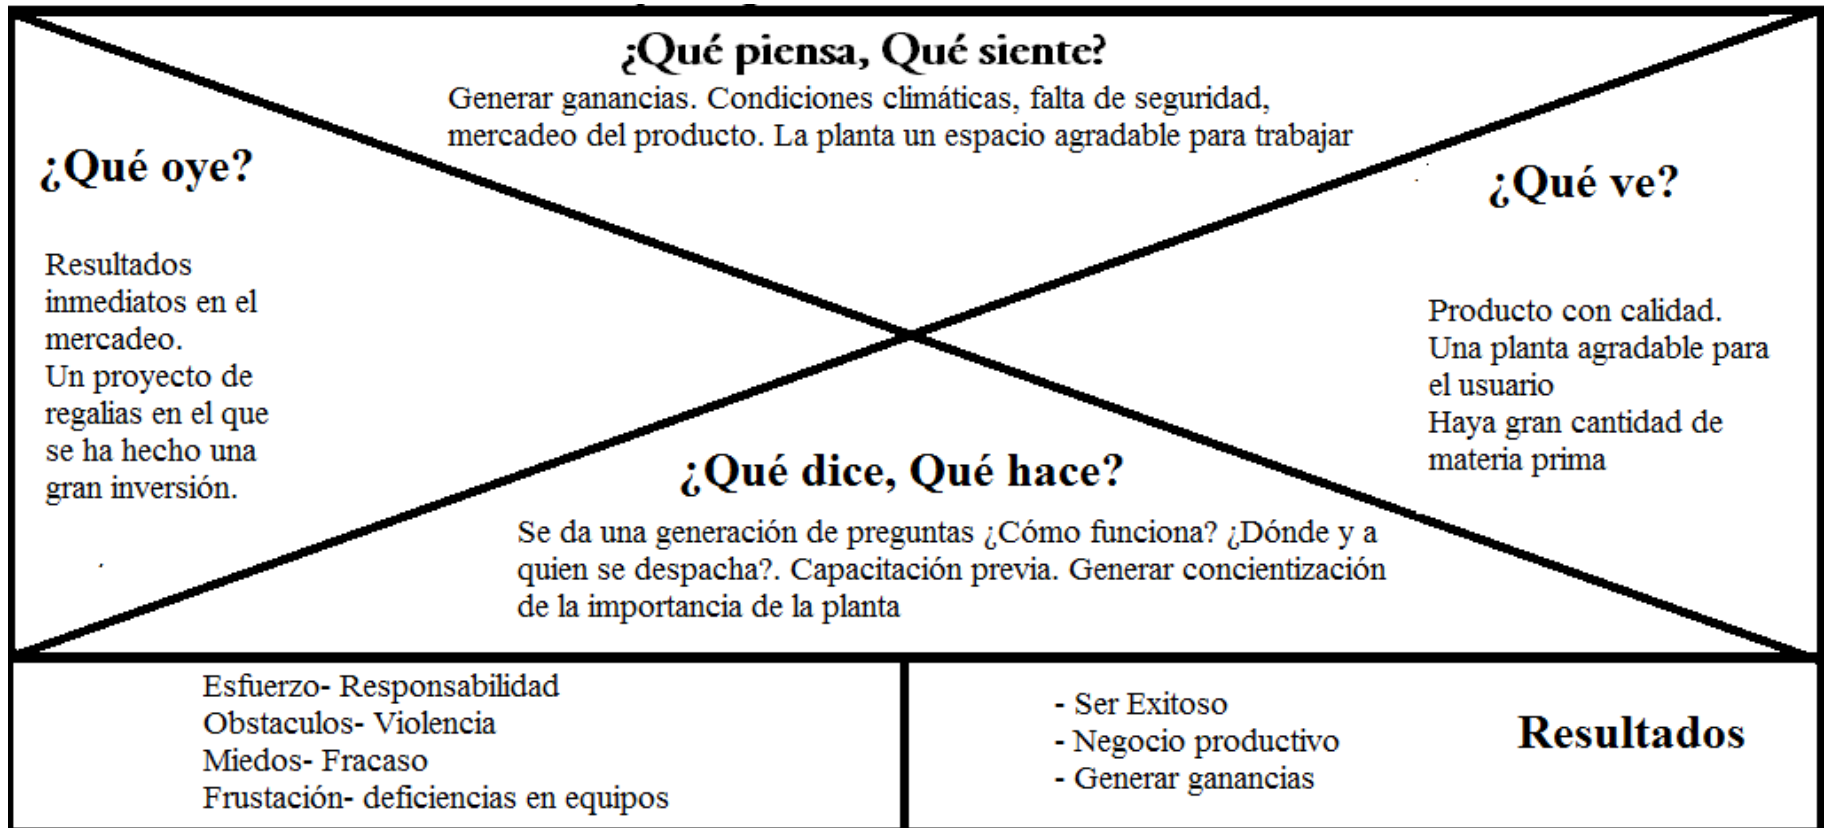 ¿Qué piensa, Qué siente?
Generar ganancias. Condiciones climáticas, falta de seguridad,
mercadeo del producto. La planta un espacio agradable para trabajar
¿Qué oye?
Resultados
inmediatos en el
mercadeo.
Un proyecto de
regalias en el que
se ha hecho una
gran inversión.
¿Qué ve?
Producto con calidad.
Una planta agradable para
el usuario
Haya gran cantidad de
materia prima
¿Qué dice, Qué hace?
Se da una generación de preguntas ¿Cómo funciona? ¿Dónde y a
quien se despacha?. Capacitación previa. Generar concientización
de la importancia de la planta
Esfuerzo- Responsabilidad
Obstaculos- Violencia
Miedos- Fracaso
Frustación- deficiencias en equipos
- Ser Exitoso
- Negocio productivo
- Generar ganancias
Resultados